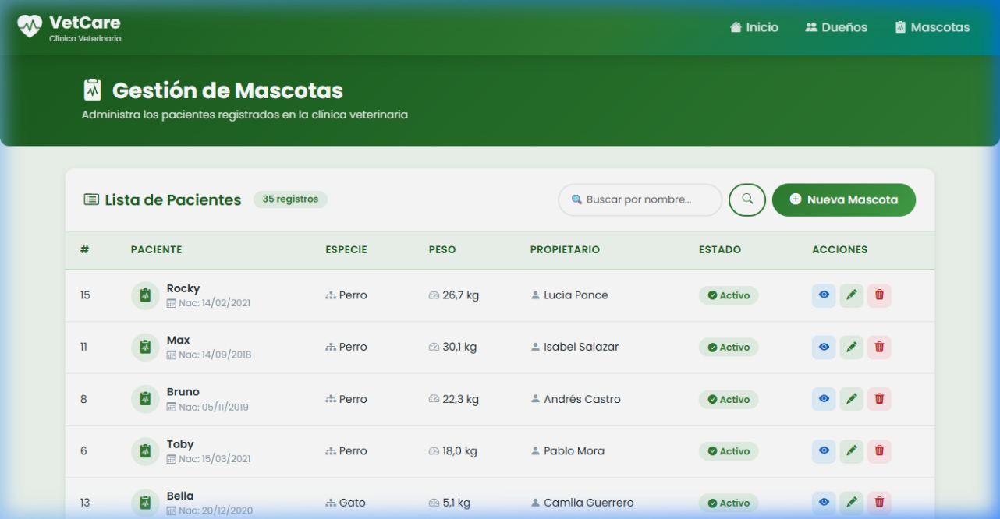 VetCare
Clínica Veterinaria
Inicio
Dueños
Mascotas
Gestión de Mascotas
Administra los pacientes registrados en la clínica veterinaria
Lista de Pacientes 35 registros
Buscar por nombre...
Nueva Mascota
# PACIENTE ESPECIE PESO PROPIETARIO ESTADO ACCIONES
15 Rocky Perro 26,7 kg Lucía Ponce Activo
Nac: 14/02/2021
11 Max Perro 30,1 kg Isabel Salazar Activo
Nac: 14/09/2018
8 Bruno Perro 22,3 kg Andrés Castro Activo
Nac: 05/11/2019
6 Toby Perro 18,0 kg Pablo Mora Activo
Nac: 15/03/2021
13 Bella Gato 5,1 kg Camila Guerrero Activo
Nac: 20/12/2020